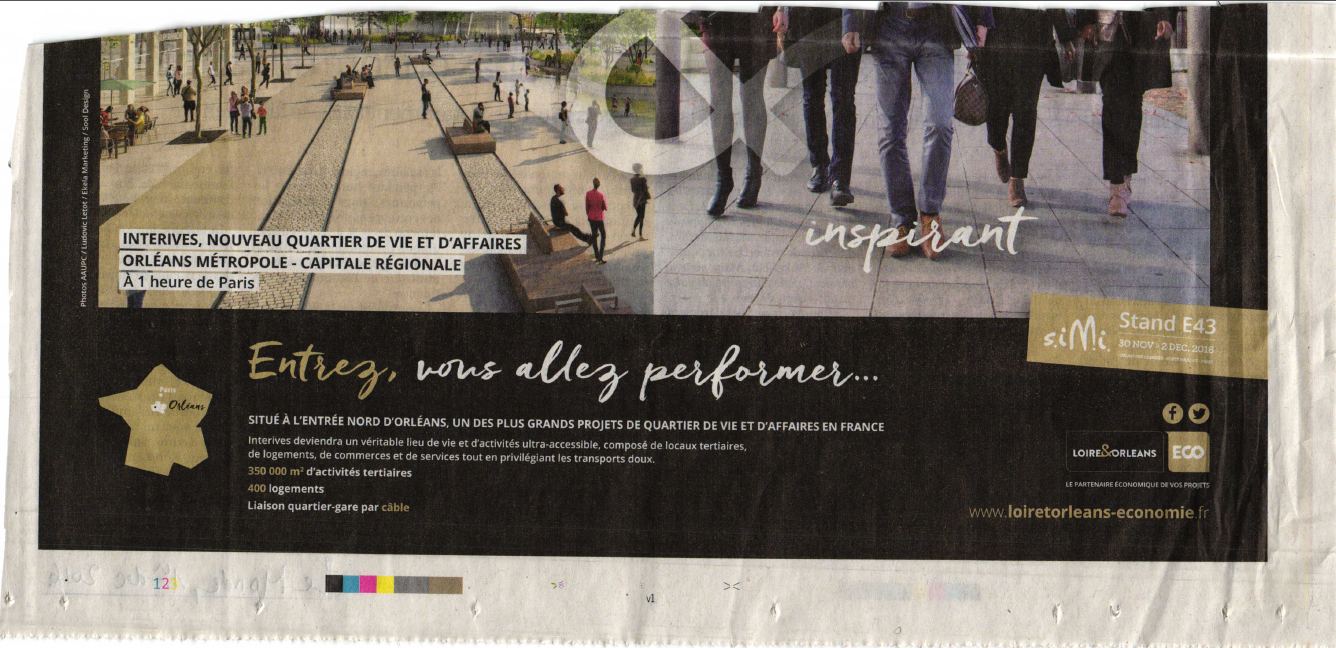 Photos AAUPC / Ludovic Letot / Ekela Marketing / Sool Design
INTERIVES, NOUVEAU QUARTIER DE VIE ET D'AFFAIRES
ORLÉANS MÉTROPOLE - CAPITALE RÉGIONALE
À 1 heure de Paris
inspirant
s.iMi.
Stand E43
30 NOV > 2 DEC. 2016
Entrez, vous allez performer...
Paris
Orléans
SITUÉ À L'ENTRÉE NORD D'ORLÉANS, UN DES PLUS GRANDS PROJETS DE QUARTIER DE VIE ET D'AFFAIRES EN FRANCE
Interives deviendra un véritable lieu de vie et d'activités ultra-accessible, composé de locaux tertiaires,
de logements, de commerces et de services tout en privilégiant les transports doux.
350 000 m² d'activités tertiaires
400 logements
Liaison quartier-gare par câble
LOIRE&ORLEANS ECO
LE PARTENAIRE ÉCONOMIQUE DE VOS PROJETS
www.loiretorleans-economie.fr
123
v1